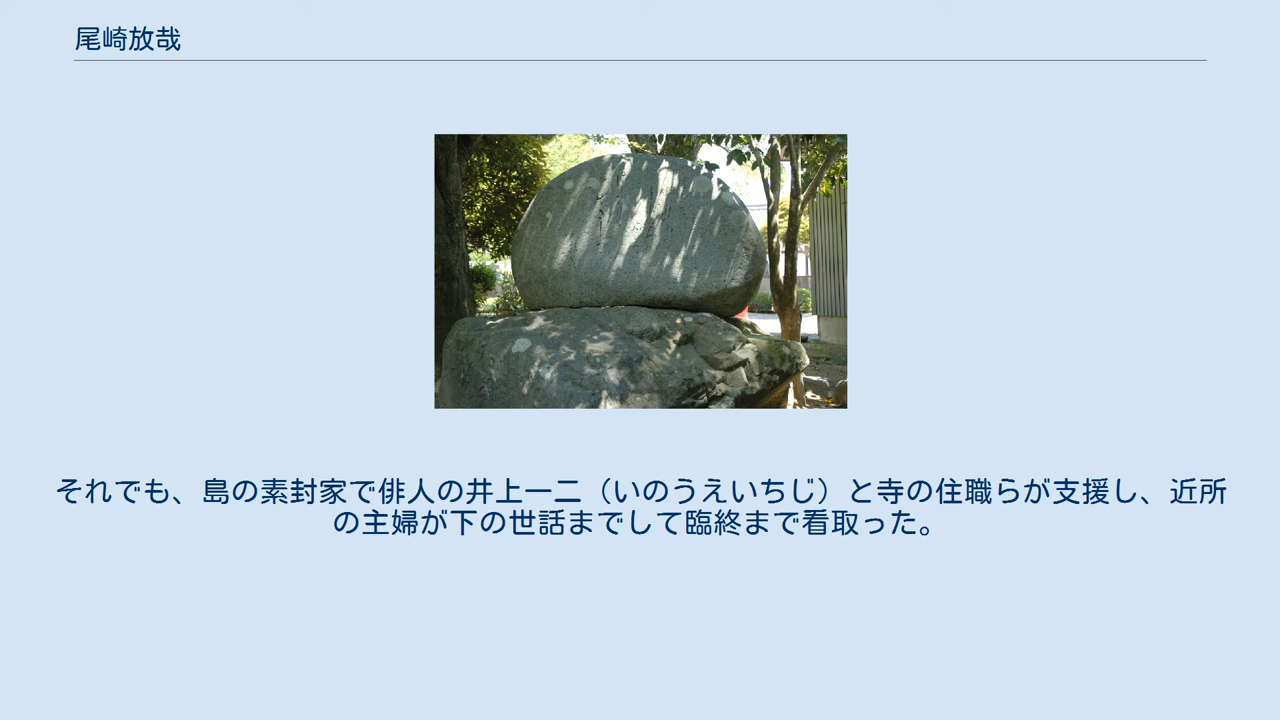 尾崎放哉
それでも、島の素封家で俳人の井上一二（いのうえいちじ）と寺の住職らが支援し、近所
の主婦が下の世話までして臨終まで看取った。